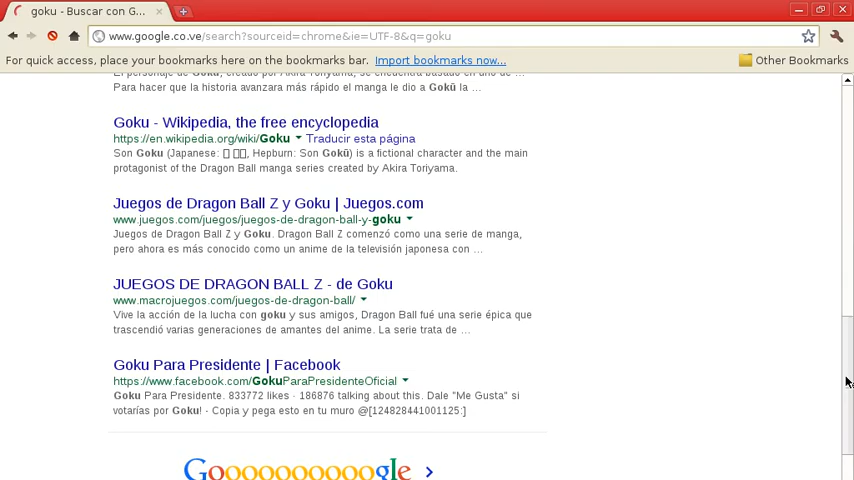 goku - Buscar con G...
www.google.co.ve/search?sourceid=chrome&ie=UTF-8&q=goku
For quick access, place your bookmarks here on the bookmarks bar. Import bookmarks now... Other Bookmarks
El personaje de Goku, creado por Akira Toriyama, se encuentra basado en uno de ...
Para hacer que la historia avanzara más rápido el manga le dio a Gokū la ...
Goku - Wikipedia, the free encyclopedia
https://en.wikipedia.org/wiki/Goku Traducir esta página
Son Goku (Japanese: , Hepburn: Son Gokū) is a fictional character and the main
protagonist of the Dragon Ball manga series created by Akira Toriyama.
Juegos de Dragon Ball Z y Goku | Juegos.com
www.juegos.com/juegos/juegos-de-dragon-ball-y-goku
Juegos de Dragon Ball Z y Goku. Dragon Ball Z comenzó como una serie de manga,
pero ahora es más conocido como un anime de la televisión japonesa con ...
JUEGOS DE DRAGON BALL Z - de Goku
www.macrojuegos.com/juegos-de-dragon-ball/
Vive la acción de la lucha con goku y sus amigos, Dragon Ball fué una serie épica que
trascendió varias generaciones de amantes del anime. La serie trata de ...
Goku Para Presidente | Facebook
https://www.facebook.com/GokuParaPresidenteOficial
Goku Para Presidente. 833772 likes · 186876 talking about this. Dale "Me Gusta" si
votarías por Goku! - Copia y pega esto en tu muro @[124828441001125:]
Goooooooooogle